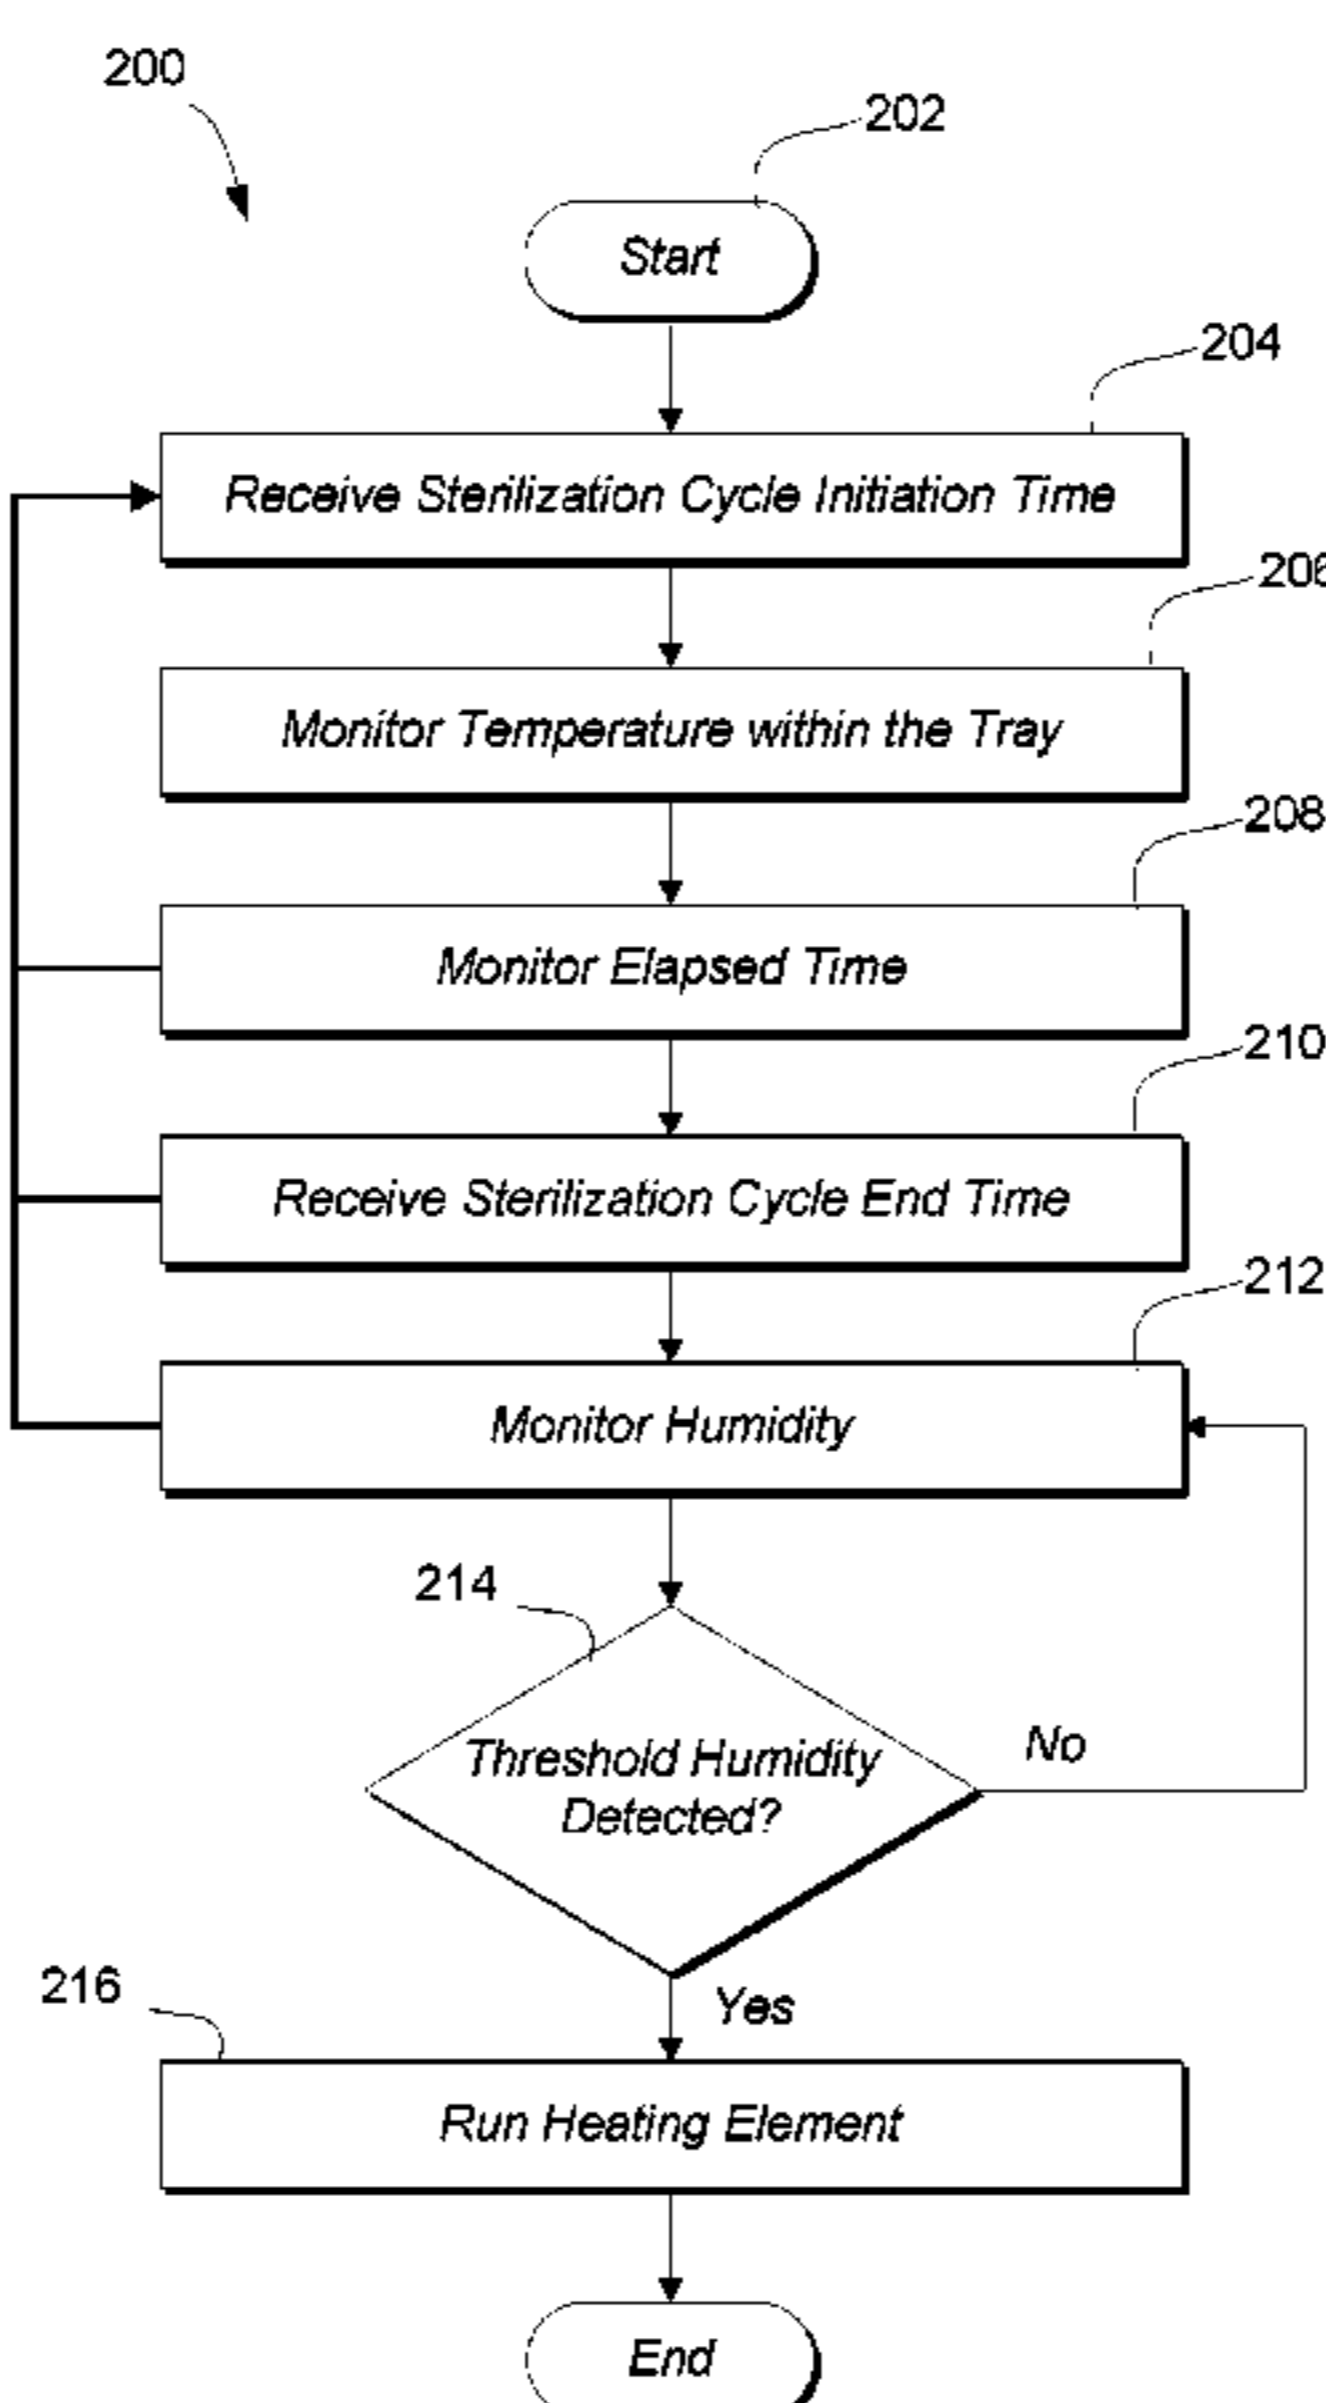 200
202
Start
204
Receive Sterilization Cycle Initiation Time
206
Monitor Temperature within the Tray
208
Monitor Elapsed Time
210
Receive Sterilization Cycle End Time
212
Monitor Humidity
214
Threshold Humidity
Detected?
No
Yes
216
Run Heating Element
End